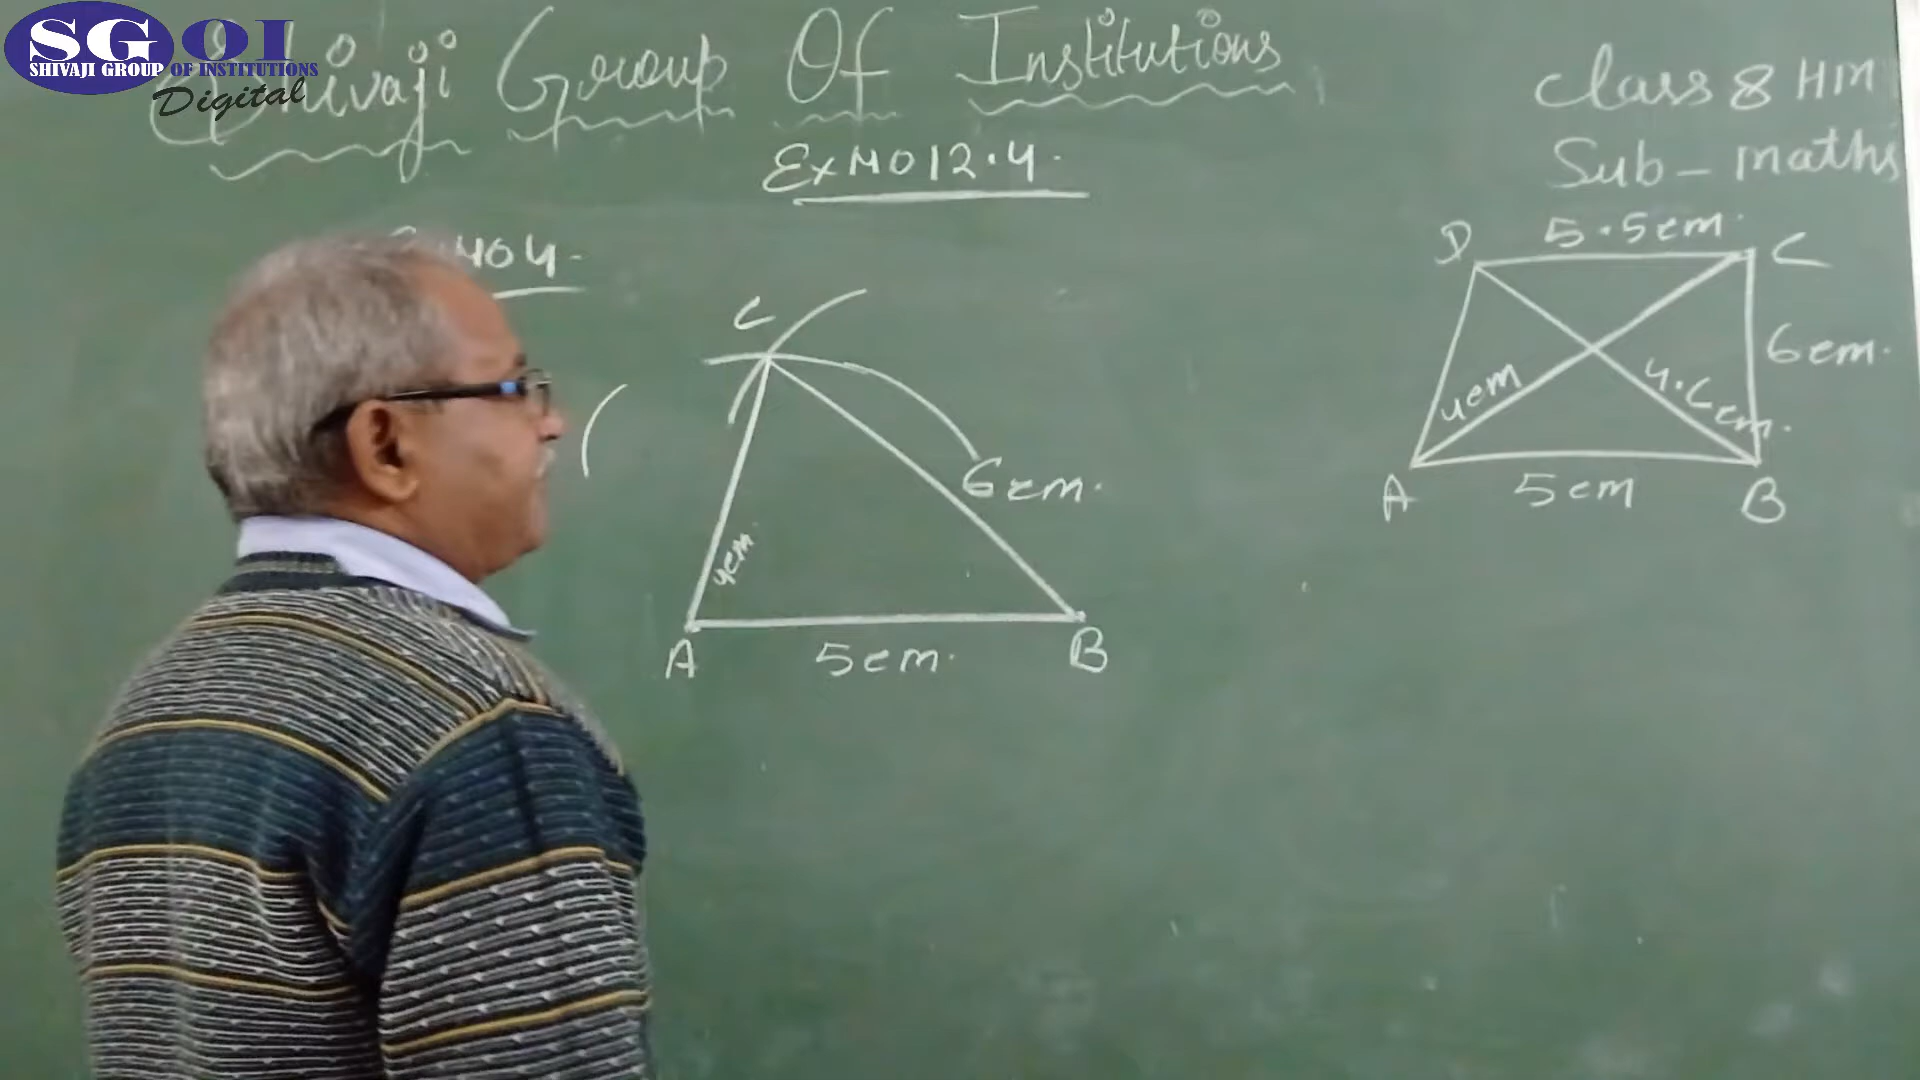 SGOI
SHIVAJI GROUP OF INSTITUTIONS
Digital
Shivaji Group Of Institutions
Class 8 HM
Sub - maths
Ex NO 12.4.
NO 4.
D 5.5cm. C
6cm.
4cm
A 5cm B
C
6cm.
4cm
A 5cm. B